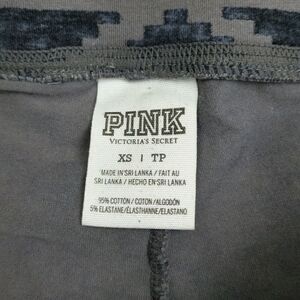 PINK
VICTORIA'S SECRET
XS | TP
MADE IN SRI LANKA / FAIT AU
SRI LANKA / HECHO EN SRI LANKA
95% COTTON / COTON / ALGODÓN
5% ELASTANE / ÉLASTHANNE / ELASTANO